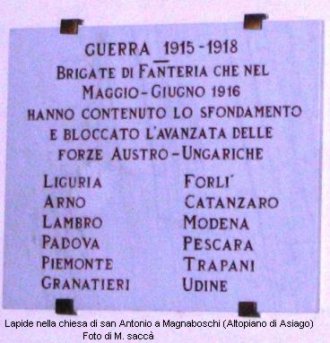 GUERRA 1915-1918
BRIGATE DI FANTERIA CHE NEL
MAGGIO-GIUGNO 1916
HANNO CONTENUTO LO SFONDAMENTO
E BLOCCATO L'AVANZATA DELLE
FORZE AUSTRO-UNGARICHE
LIGURIA FORLI'
ARNO CATANZARO
LAMBRO MODENA
PADOVA PESCARA
PIEMONTE TRAPANI
GRANATIERI UDINE
Lapide nella chiesa di san Antonio a Magnaboschi (Altopiano di Asiago)
Foto di M. saccà